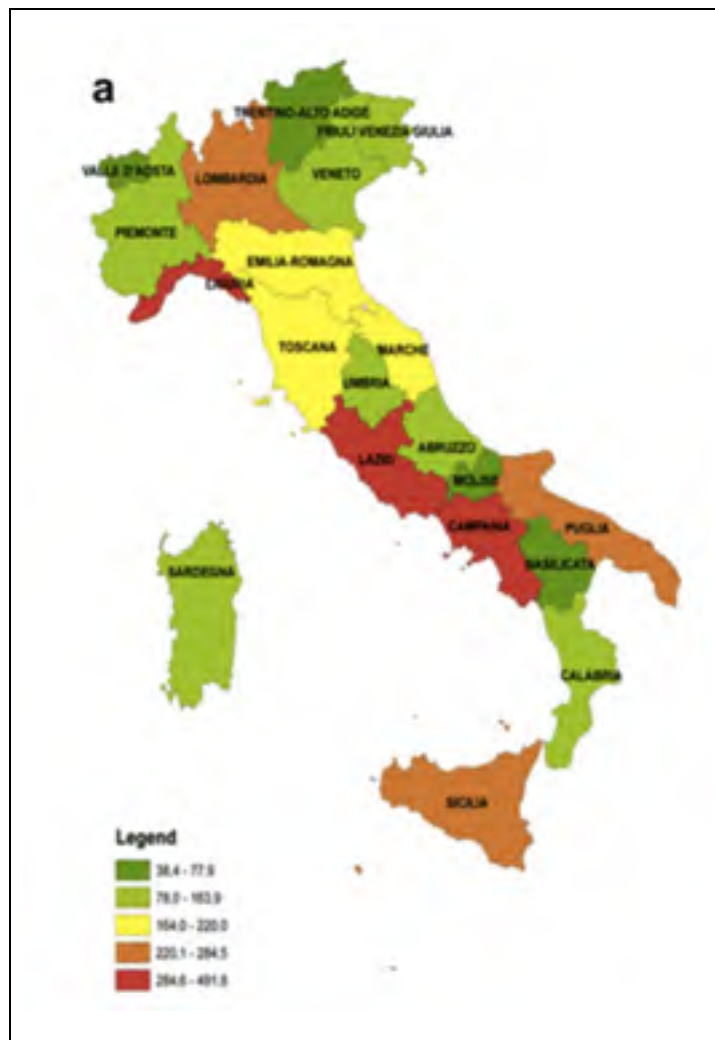 a
TRENTINO-ALTO ADIGE
FRIULI VENEZIA GIULIA
VALLE D'AOSTA
LOMBARDIA
VENETO
PIEMONTE
EMILIA-ROMAGNA
LIGURIA
TOSCANA
MARCHE
UMBRIA
LAZIO
ABRUZZO
MOLISE
CAMPANIA
PUGLIA
BASILICATA
SARDEGNA
CALABRIA
SICILIA
Legend
38,4 - 77,9
78,0 - 163,9
164,0 - 220,0
220,1 - 284,5
284,6 - 491,8